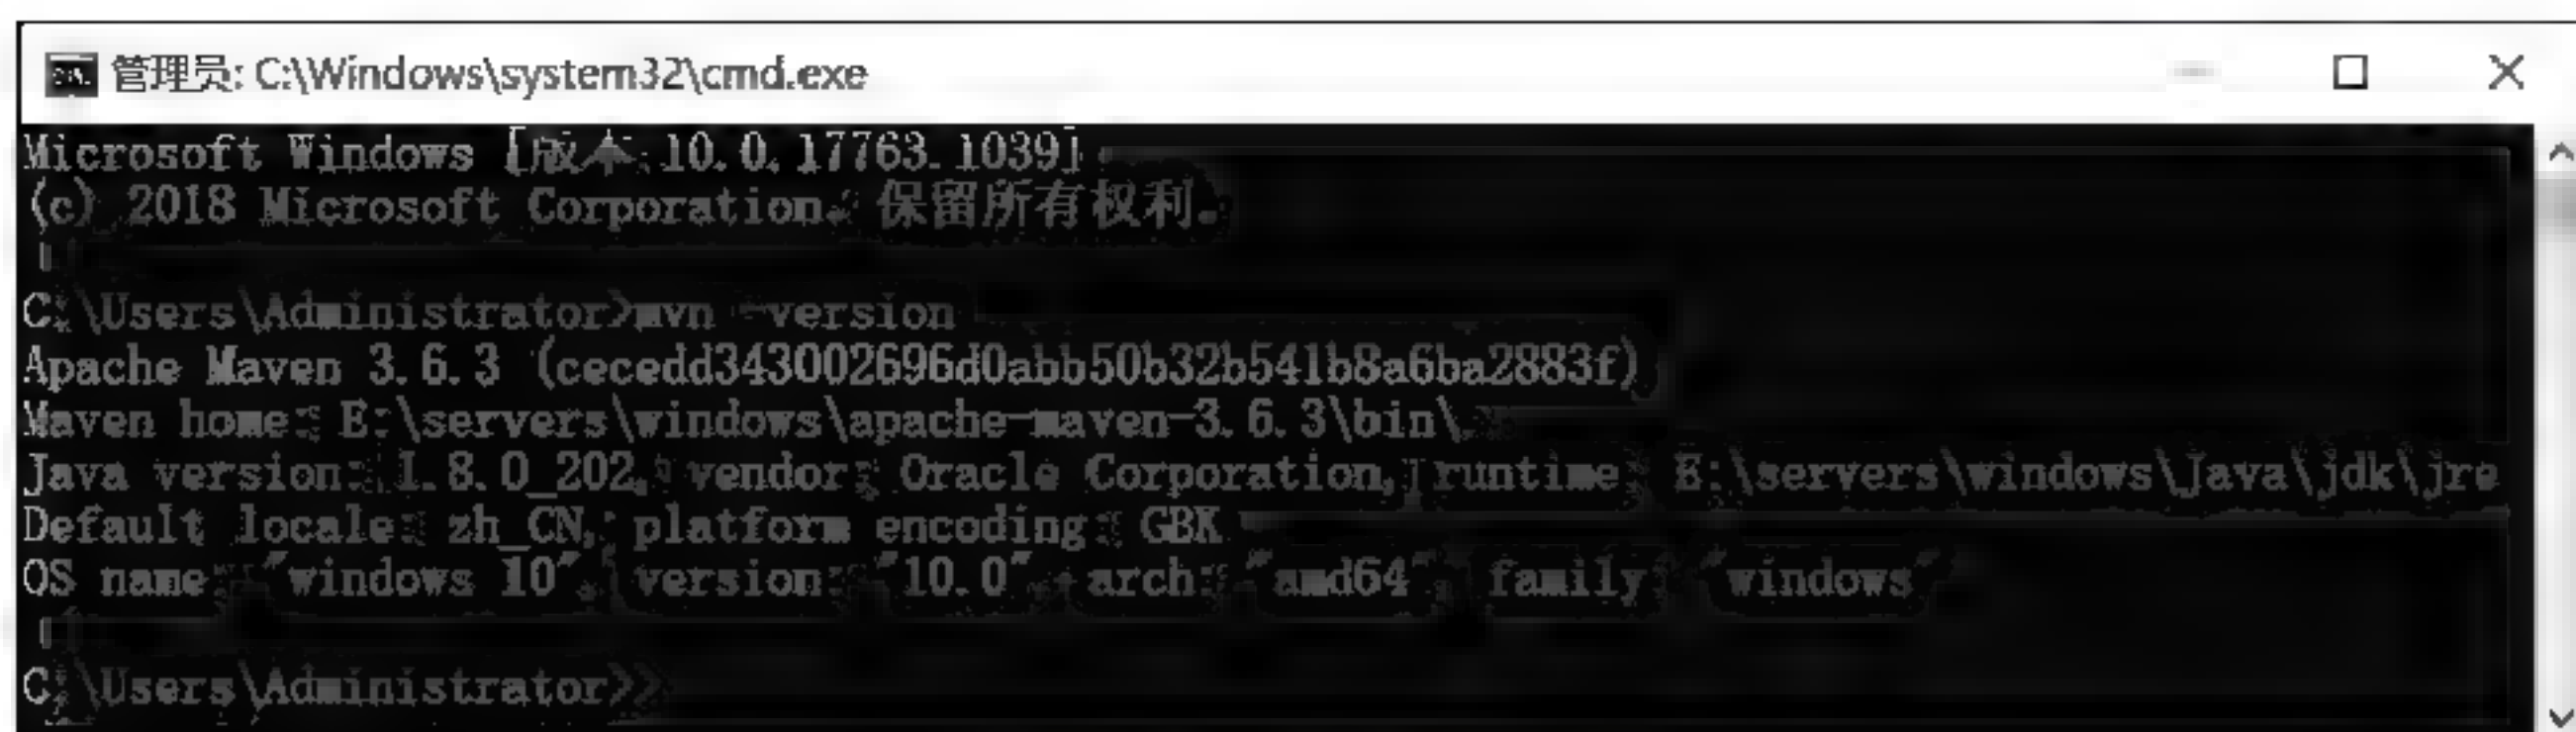 管理员: C:\Windows\system32\cmd.exe
Microsoft Windows [版本 10.0.17763.1039]
(c) 2018 Microsoft Corporation。保留所有权利。
C:\Users\Administrator>mvn -version
Apache Maven 3.6.3 (cecedd343002696d0abb50b32b541b8a6ba2883f)
Maven home: E:\servers\windows\apache-maven-3.6.3\bin\..
Java version: 1.8.0_202, vendor: Oracle Corporation, runtime: E:\servers\windows\Java\jdk\jre
Default locale: zh_CN, platform encoding: GBK
OS name: "windows 10", version: "10.0", arch: "amd64", family: "windows"
C:\Users\Administrator>